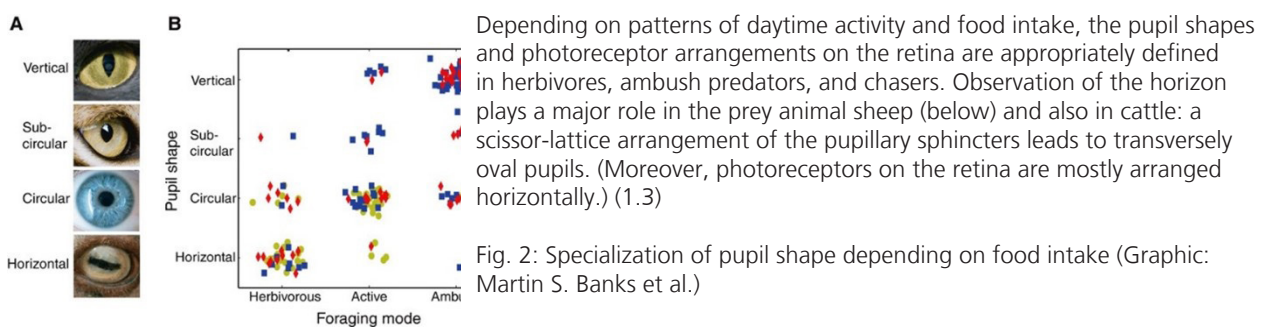 A
Vertical
Sub-
circular
Circular
Horizontal
B
Pupil shape
Vertical
Sub-
circular
Circular
Horizontal
Herbivorous Active
Foraging mode
Depending on patterns of daytime activity and food intake, the pupil shapes
and photoreceptor arrangements on the retina are appropriately defined
in herbivores, ambush predators, and chasers. Observation of the horizon
plays a major role in the prey animal sheep (below) and also in cattle: a
scissor-lattice arrangement of the pupillary sphincters leads to transversely
oval pupils. (Moreover, photoreceptors on the retina are mostly arranged
horizontally.) (1.3)
Fig. 2: Specialization of pupil shape depending on food intake (Graphic:
Martin S. Banks et al.)